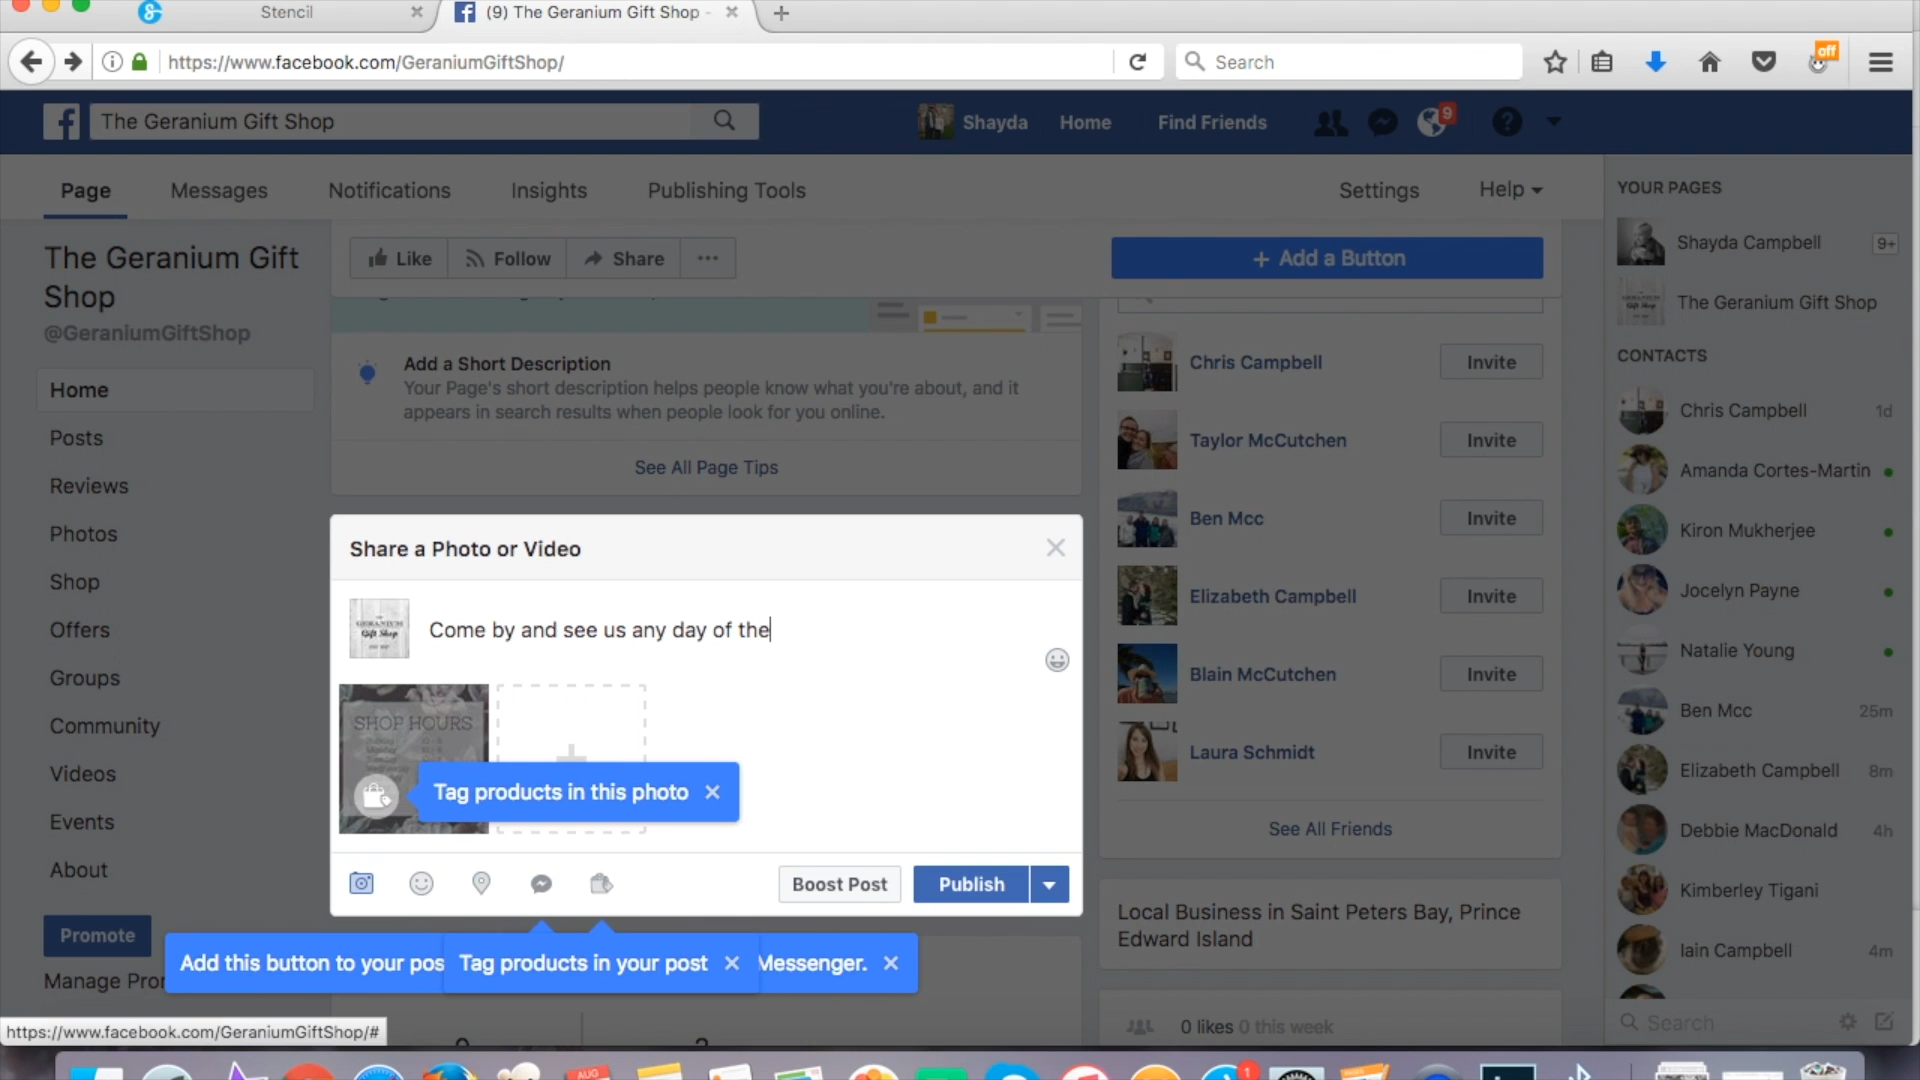 Stencil
(9) The Geranium Gift Shop -
https://www.facebook.com/GeraniumGiftShop/
Search
off
The Geranium Gift Shop
Shayda
Home
Find Friends
9
Page
Messages
Notifications
Insights
Publishing Tools
Settings
Help
The Geranium Gift
Shop
@GeraniumGiftShop
Home
Posts
Reviews
Photos
Shop
Offers
Groups
Community
Videos
Events
About
Promote
Manage Pro
Like
Follow
Share
+ Add a Button
Add a Short Description
Your Page's short description helps people know what you're about, and it
appears in search results when people look for you online.
See All Page Tips
Share a Photo or Video
GERANIUM
Gift Shop
Come by and see us any day of the
SHOP HOURS
Tag products in this photo
Boost Post
Publish
Add this button to your pos
Tag products in your post
Messenger.
Chris Campbell
Invite
Taylor McCutchen
Invite
Ben Mcc
Invite
Elizabeth Campbell
Invite
Blain McCutchen
Invite
Laura Schmidt
Invite
See All Friends
Local Business in Saint Peters Bay, Prince
Edward Island
0 likes 0 this week
YOUR PAGES
Shayda Campbell
9+
The Geranium Gift Shop
CONTACTS
Chris Campbell
1d
Amanda Cortes-Martin
Kiron Mukherjee
Jocelyn Payne
Natalie Young
Ben Mcc
25m
Elizabeth Campbell
8m
Debbie MacDonald
4h
Kimberley Tigani
Iain Campbell
4m
Search
https://www.facebook.com/GeraniumGiftShop/#
AUG
1